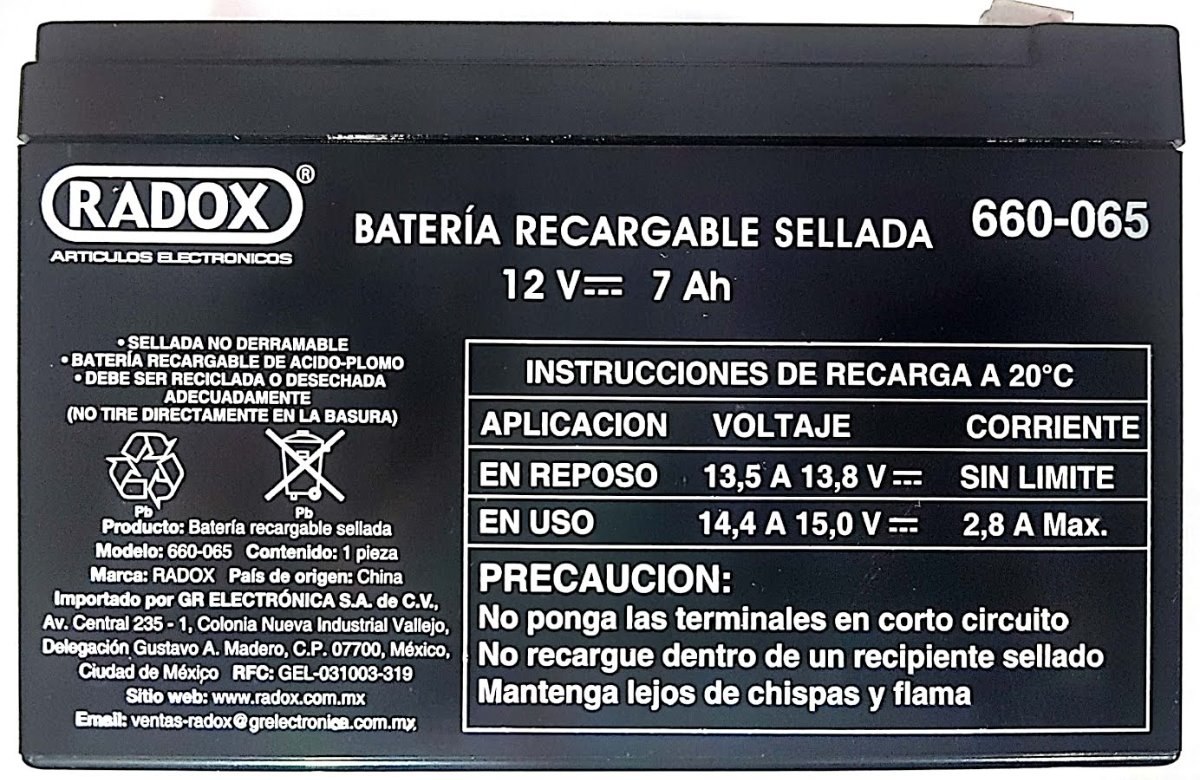 RADOX®
ARTICULOS ELECTRONICOS
BATERÍA RECARGABLE SELLADA
660-065
12 V 7 Ah
• SELLADA NO DERRAMABLE
• BATERÍA RECARGABLE DE ACIDO-PLOMO
• DEBE SER RECICLADA O DESECHADA
ADECUADAMENTE
(NO TIRE DIRECTAMENTE EN LA BASURA)
Pb Pb
Producto: Batería recargable sellada
Modelo: 660-065 Contenido: 1 pieza
Marca: RADOX País de origen: China
Importado por GR ELECTRÓNICA S.A. de C.V.,
Av. Central 235 - 1, Colonia Nueva Industrial Vallejo,
Delegación Gustavo A. Madero, C.P. 07700, México,
Ciudad de México RFC: GEL-031003-319
Sitio web: www.radox.com.mx
Email: ventas-radox@grelectronica.com.mx
INSTRUCCIONES DE RECARGA A 20°C
APLICACION VOLTAJE CORRIENTE
EN REPOSO 13,5 A 13,8 V SIN LIMITE
EN USO 14,4 A 15,0 V 2,8 A Max.
PRECAUCION:
No ponga las terminales en corto circuito
No recargue dentro de un recipiente sellado
Mantenga lejos de chispas y flama